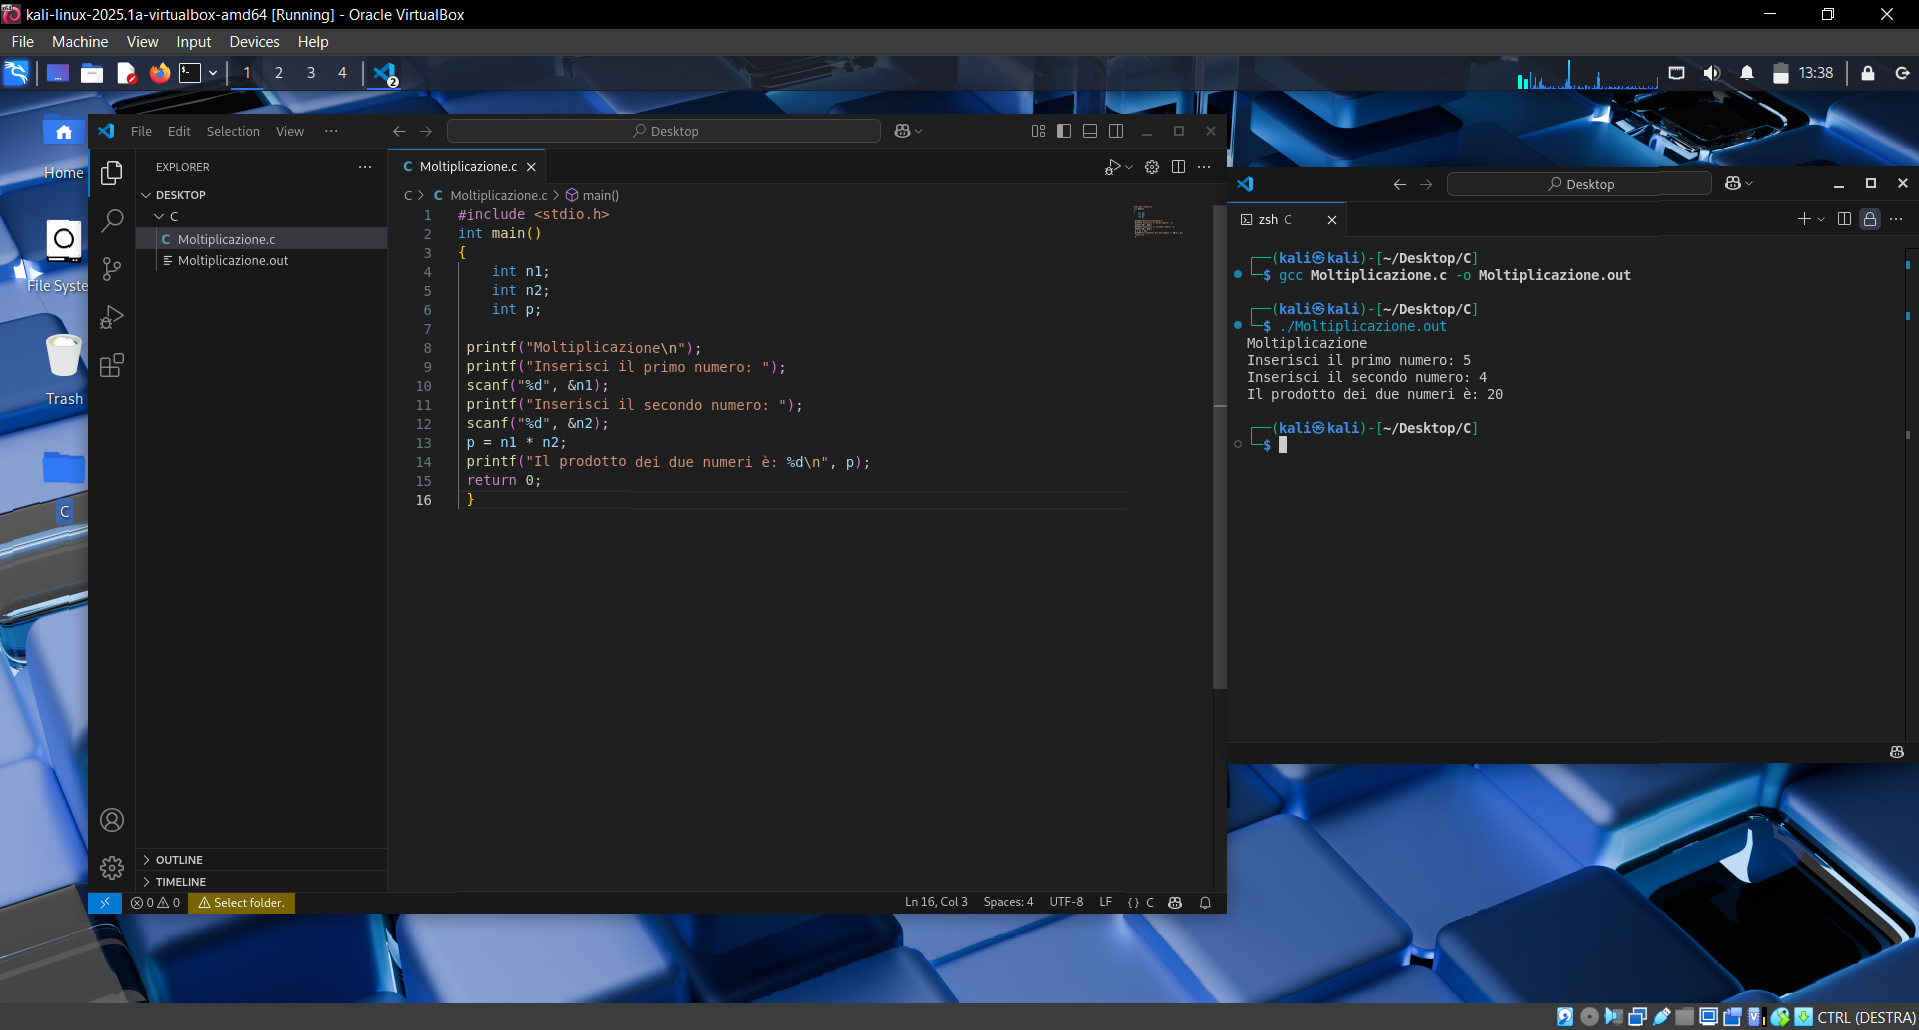 kali-linux-2025.1a-virtualbox-amd64 [Running] - Oracle VirtualBox
File Machine View Input Devices Help
1 2 3 4 2 13:38
Home
File Syste
Trash
C
File Edit Selection View ··· Desktop
EXPLORER ···
DESKTOP
C
C Moltiplicazione.c
Moltiplicazione.out
OUTLINE
TIMELINE
C Moltiplicazione.c
C > C Moltiplicazione.c > main()
1 #include <stdio.h>
2 int main()
3 {
4 int n1;
5 int n2;
6 int p;
7
8 printf("Moltiplicazione\n");
9 printf("Inserisci il primo numero: ");
10 scanf("%d", &n1);
11 printf("Inserisci il secondo numero: ");
12 scanf("%d", &n2);
13 p = n1 * n2;
14 printf("Il prodotto dei due numeri è: %d\n", p);
15 return 0;
16 }
0 0 Select folder. Ln 16, Col 3 Spaces: 4 UTF-8 LF {} C
Desktop
zsh C
┌──(kali㉿kali)-[~/Desktop/C]
└─$ gcc Moltiplicazione.c -o Moltiplicazione.out
┌──(kali㉿kali)-[~/Desktop/C]
└─$ ./Moltiplicazione.out
Moltiplicazione
Inserisci il primo numero: 5
Inserisci il secondo numero: 4
Il prodotto dei due numeri è: 20
┌──(kali㉿kali)-[~/Desktop/C]
└─$
CTRL (DESTRA)